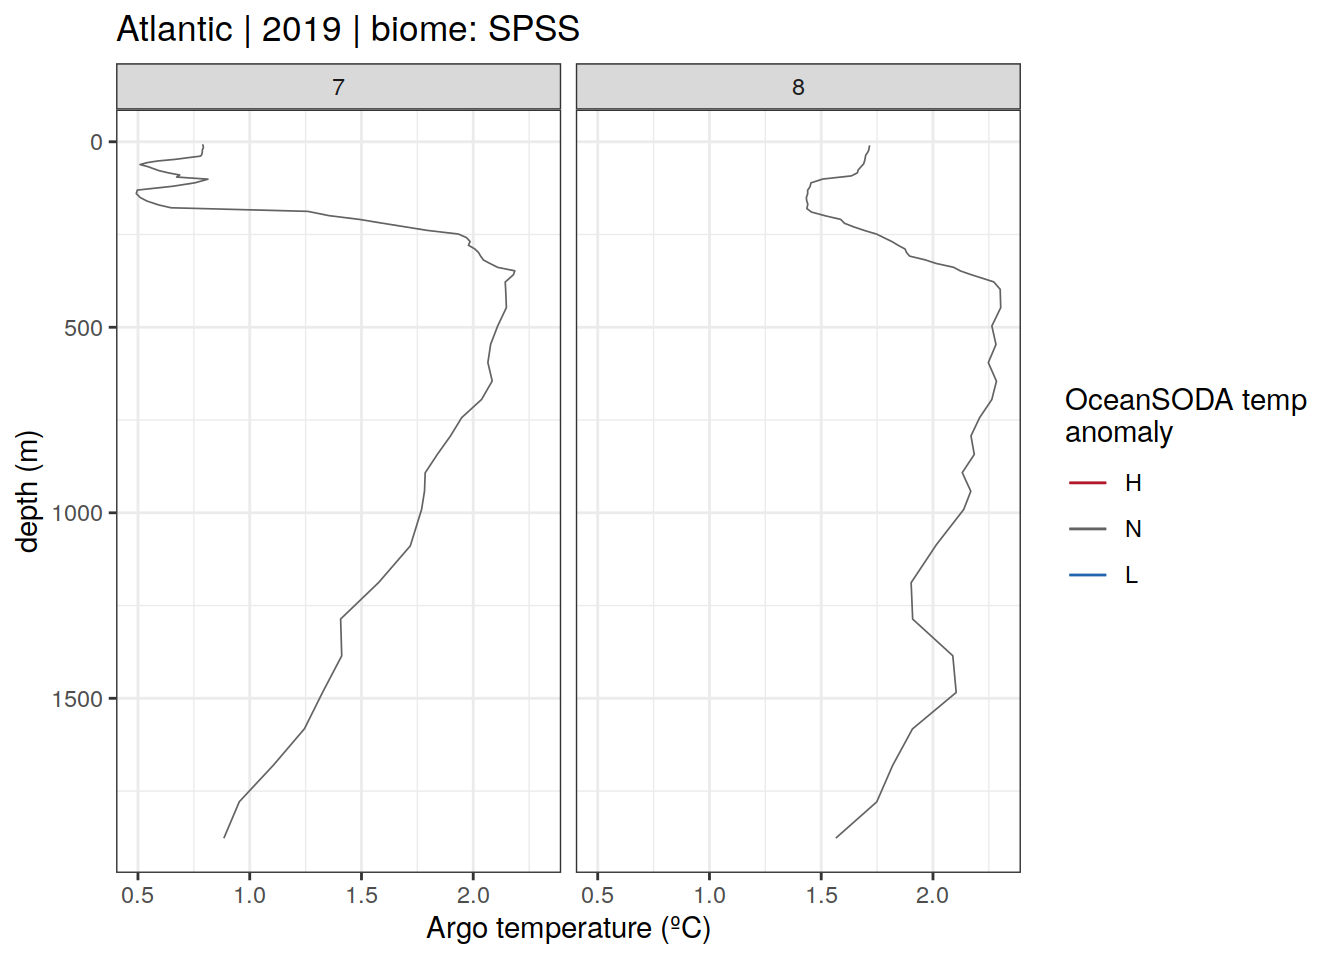 Atlantic | 2019 | biome: SPSS
7
8
0
500
1000
1500
depth (m)
0.5
1.0
1.5
2.0
0.5
1.0
1.5
2.0
Argo temperature (ºC)
OceanSODA temp
anomaly
H
N
L